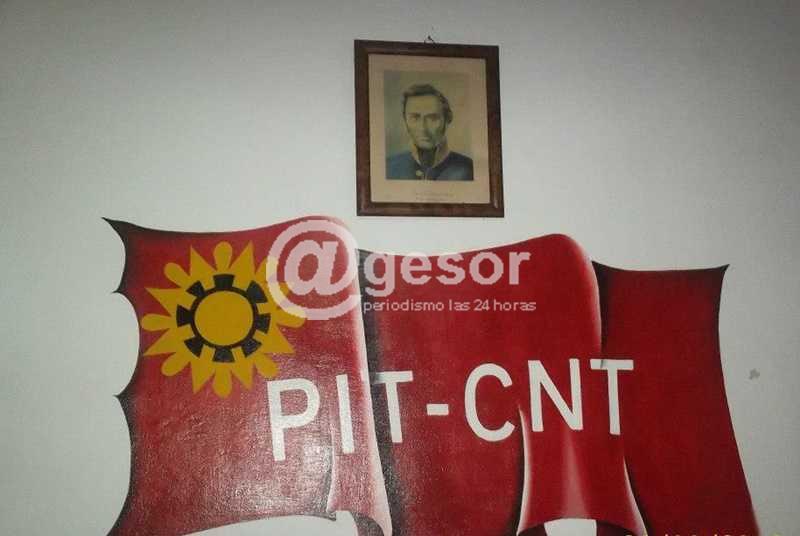 @gesor
periodismo las 24 horas
PIT-CNT